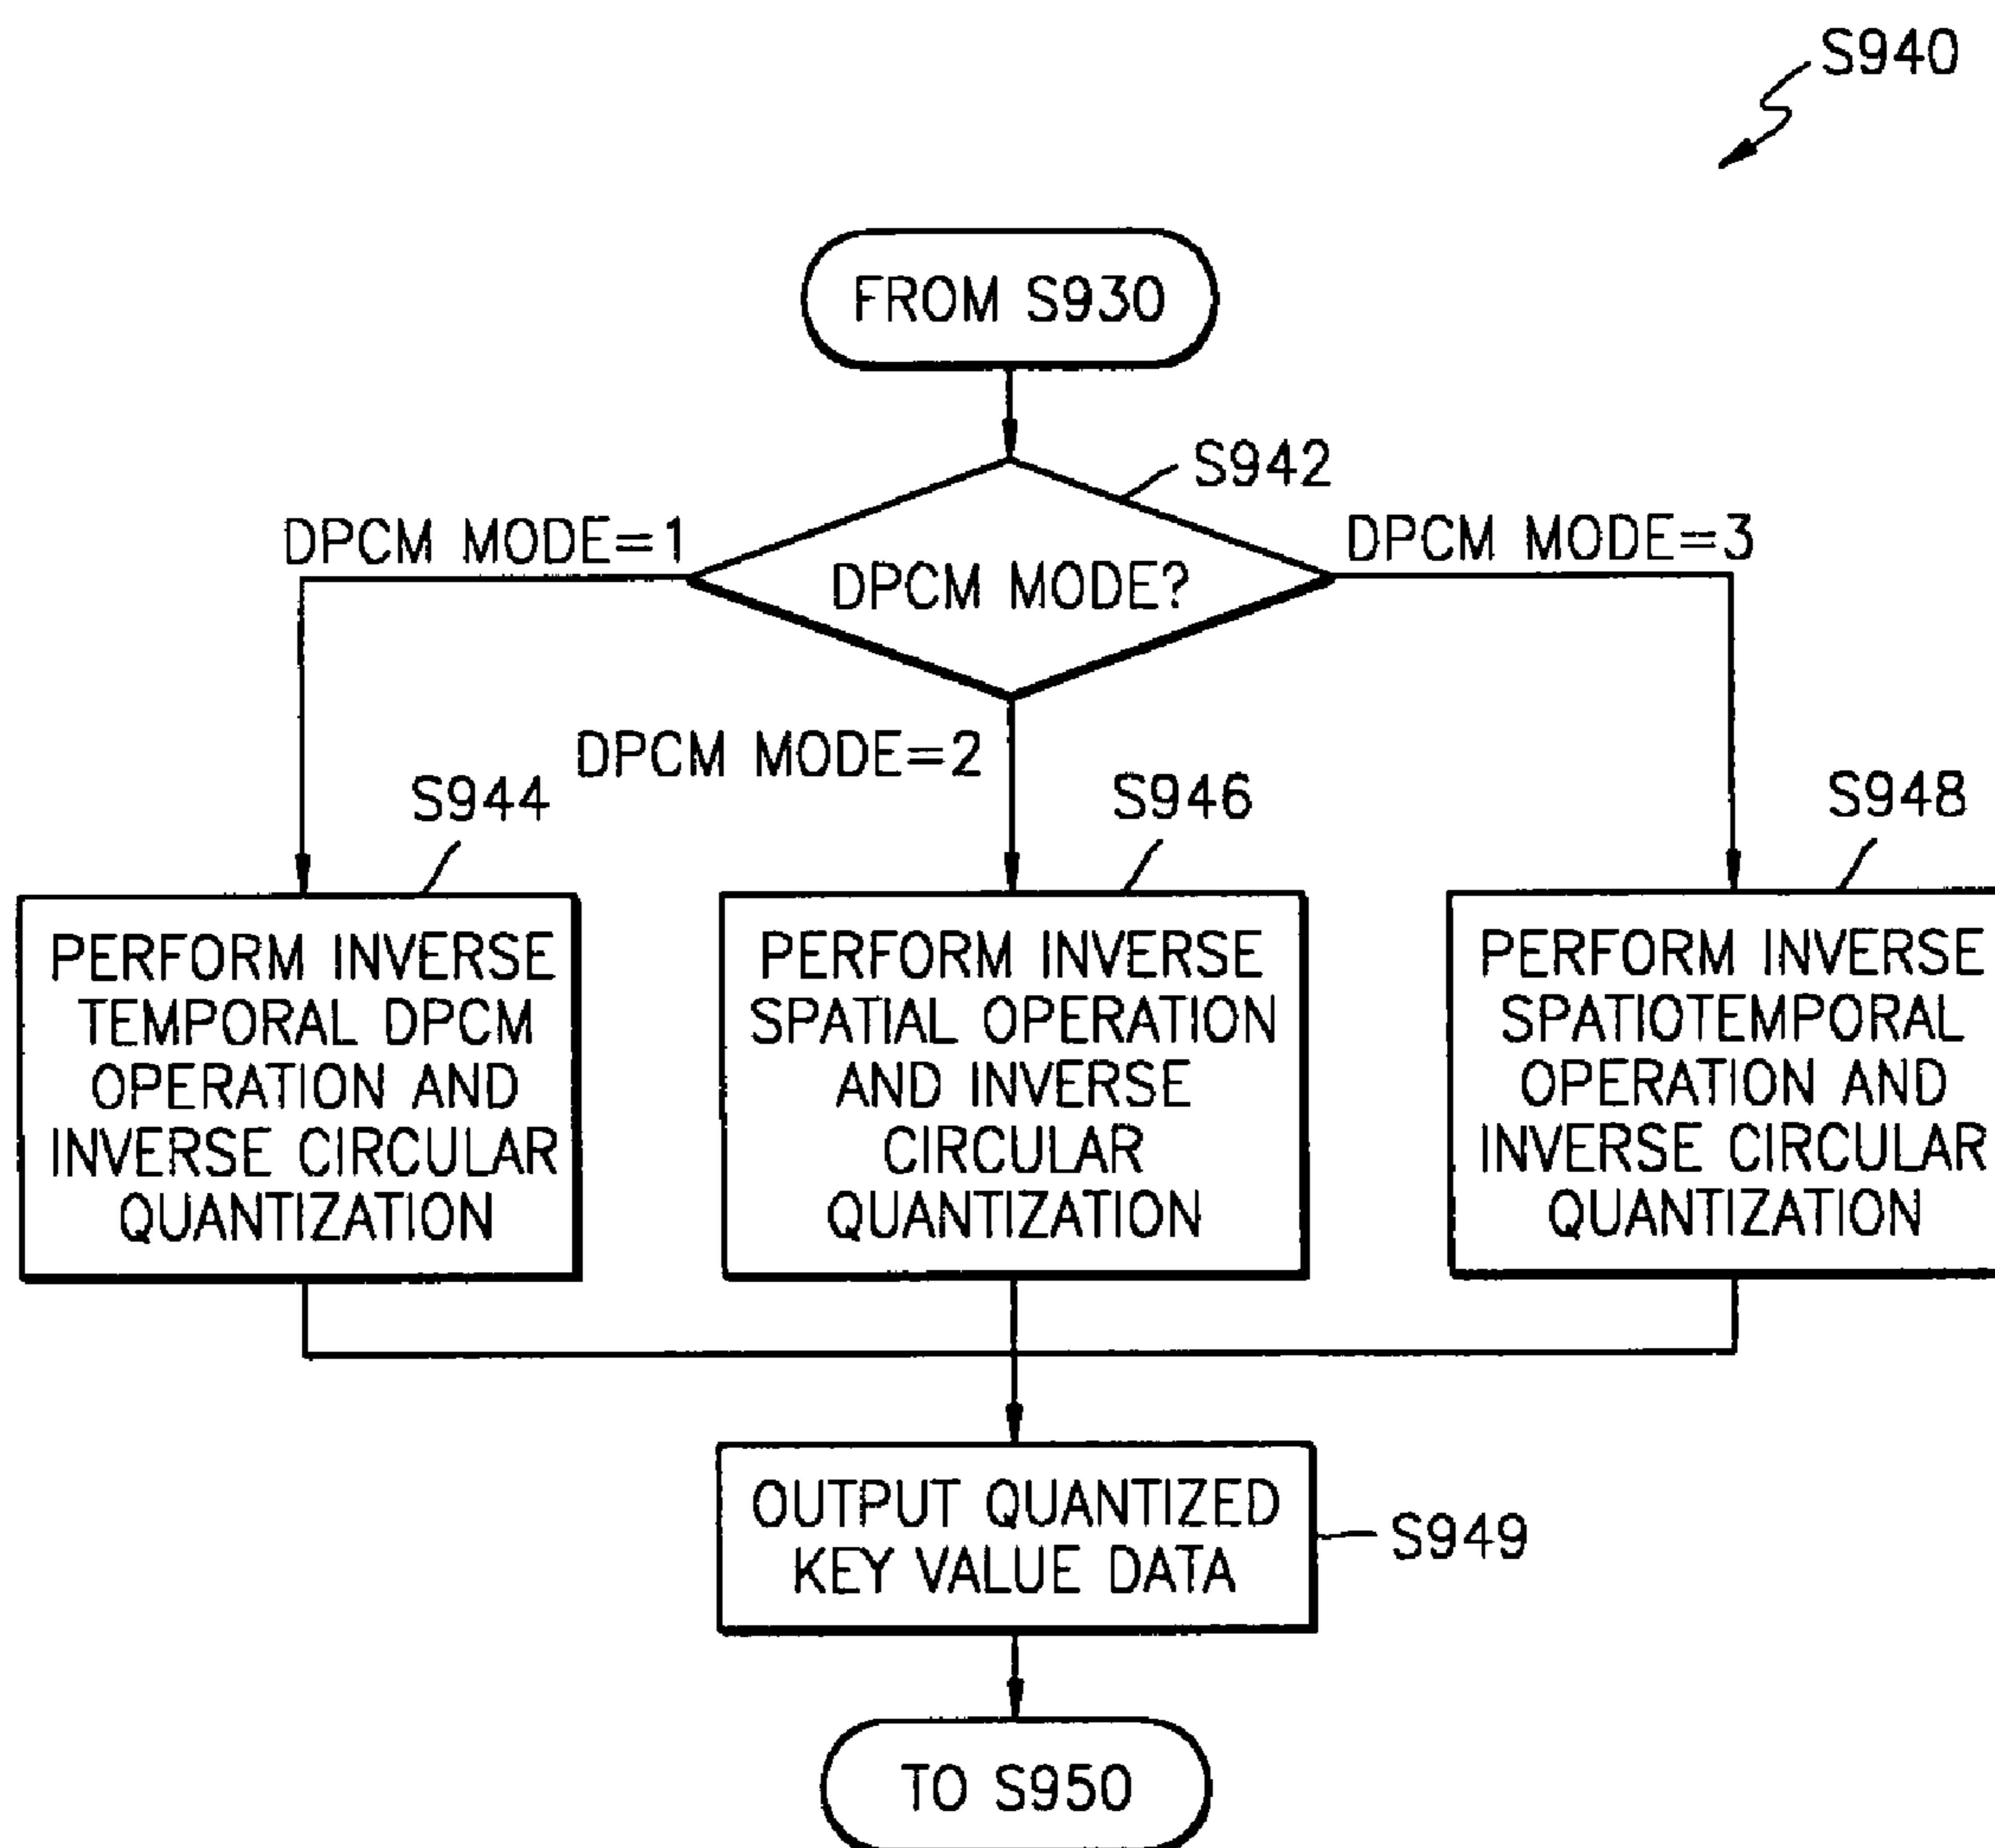 S940
FROM S930
S942
DPCM MODE=1
DPCM MODE?
DPCM MODE=3
DPCM MODE=2
S944
S946
S948
PERFORM INVERSE
TEMPORAL DPCM
OPERATION AND
INVERSE CIRCULAR
QUANTIZATION
PERFORM INVERSE
SPATIAL OPERATION
AND INVERSE
CIRCULAR
QUANTIZATION
PERFORM INVERSE
SPATIOTEMPORAL
OPERATION AND
INVERSE CIRCULAR
QUANTIZATION
OUTPUT QUANTIZED
KEY VALUE DATA
S949
TO S950